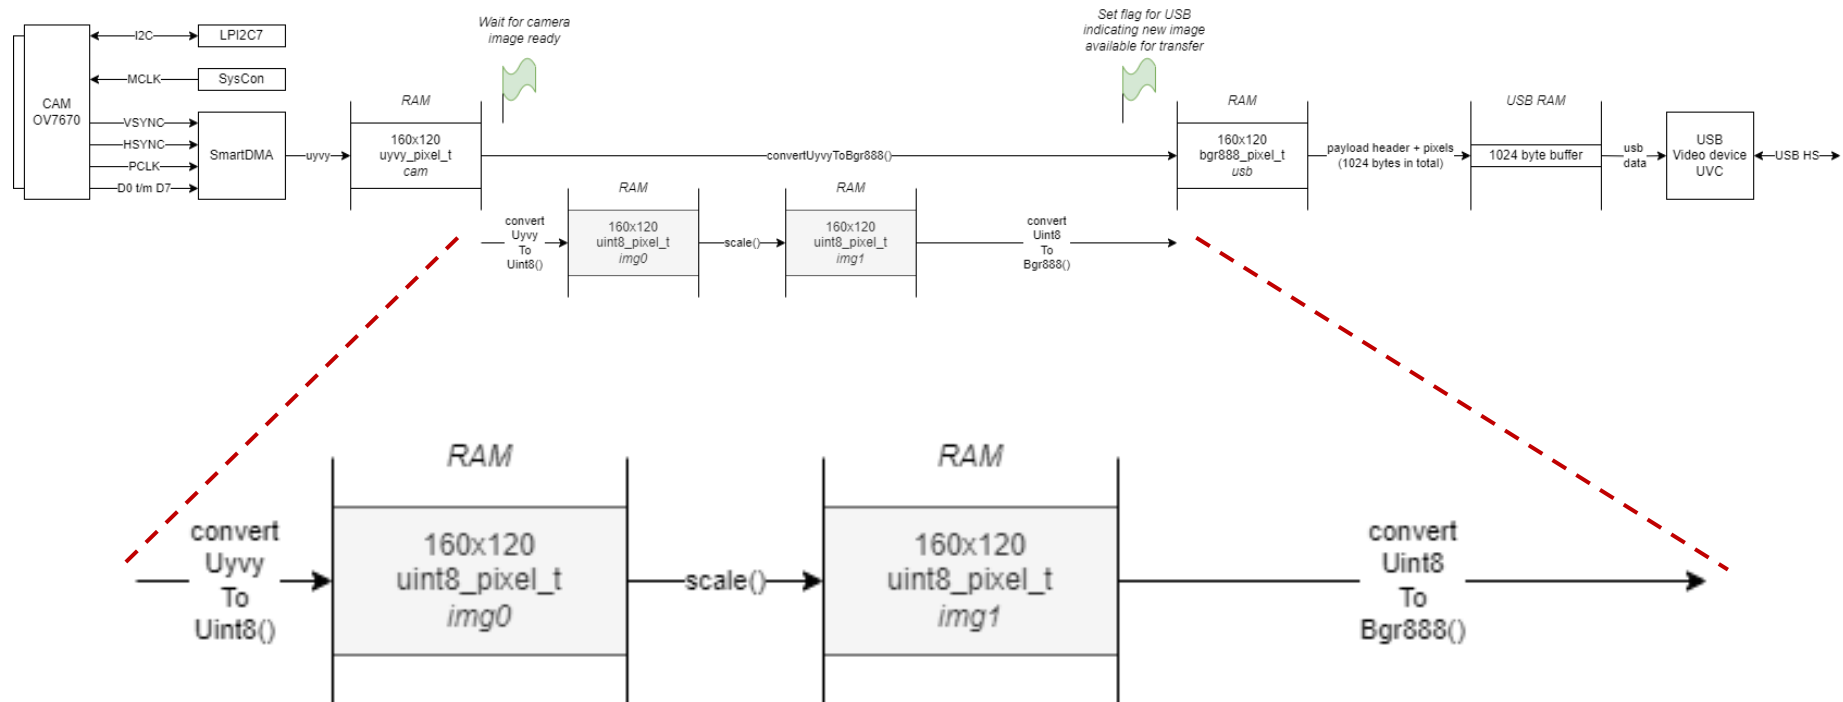 Wait for camera
image ready
Set flag for USB
indicating new image
available for transfer
I2C
LPI2C7
MCLK
SysCon
CAM
OV7670
VSYNC
HSYNC
PCLK
D0 t/m D7
SmartDMA
uyvy
RAM
160x120
uyvy_pixel_t
cam
convertUyvyToBgr888()
RAM
160x120
bgr888_pixel_t
usb
payload header + pixels
(1024 bytes in total)
USB RAM
1024 byte buffer
usb
data
USB
Video device
UVC
USB HS
convert
Uyvy
To
Uint8()
RAM
160x120
uint8_pixel_t
img0
scale()
RAM
160x120
uint8_pixel_t
img1
convert
Uint8
To
Bgr888()
convert
Uyvy
To
Uint8()
RAM
160x120
uint8_pixel_t
img0
scale()
RAM
160x120
uint8_pixel_t
img1
convert
Uint8
To
Bgr888()